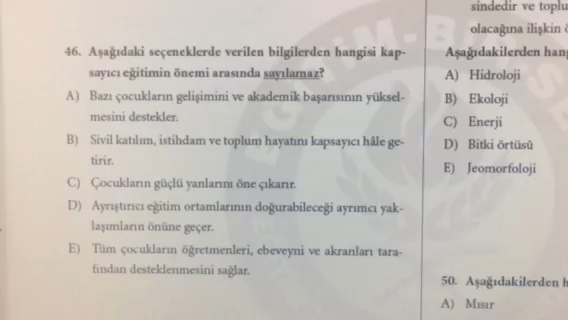 46. Aşağıdaki seçeneklerde verilen bilgilerden hangisi kap-
sayıcı eğitimin önemi arasında sayılamaz?
A) Bazı çocukların gelişimini ve akademik başarısının yüksel-
mesini destekler.
B) Sivil katılım, istihdam ve toplum hayatını kapsayıcı hâle ge-
tirir.
C) Çocukların güçlü yanlarını öne çıkarır.
D) Ayrıştırıcı eğitim ortamlarının doğurabileceği ayrımcı yak-
laşımların önüne geçer.
E) Tüm çocukların öğretmenleri, ebeveyni ve akranları tara-
fından desteklenmesini sağlar.
sindedir ve toplu
olacağına ilişkin
Aşağıdakilerden
A) Hidroloji
B) Ekoloji
C) Enerji
D) Bitki örtüsü
E) Jeomorfoloji
50. Aşağıdakilerden
A) Mısır